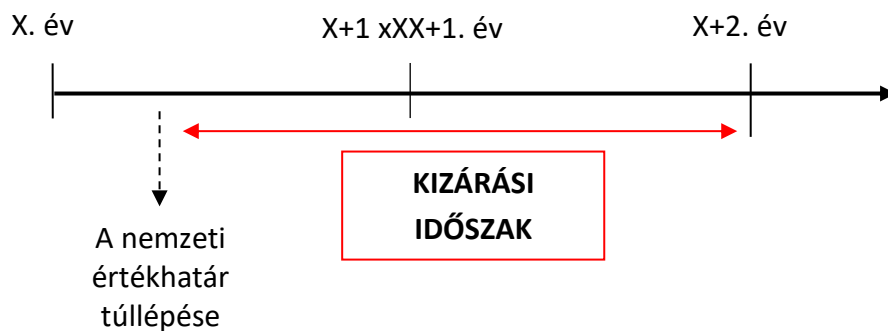 X. év X+1 xXX+1. év X+2. év
KIZÁRÁSI
IDŐSZAK
A nemzeti
értékhatár
túllépése